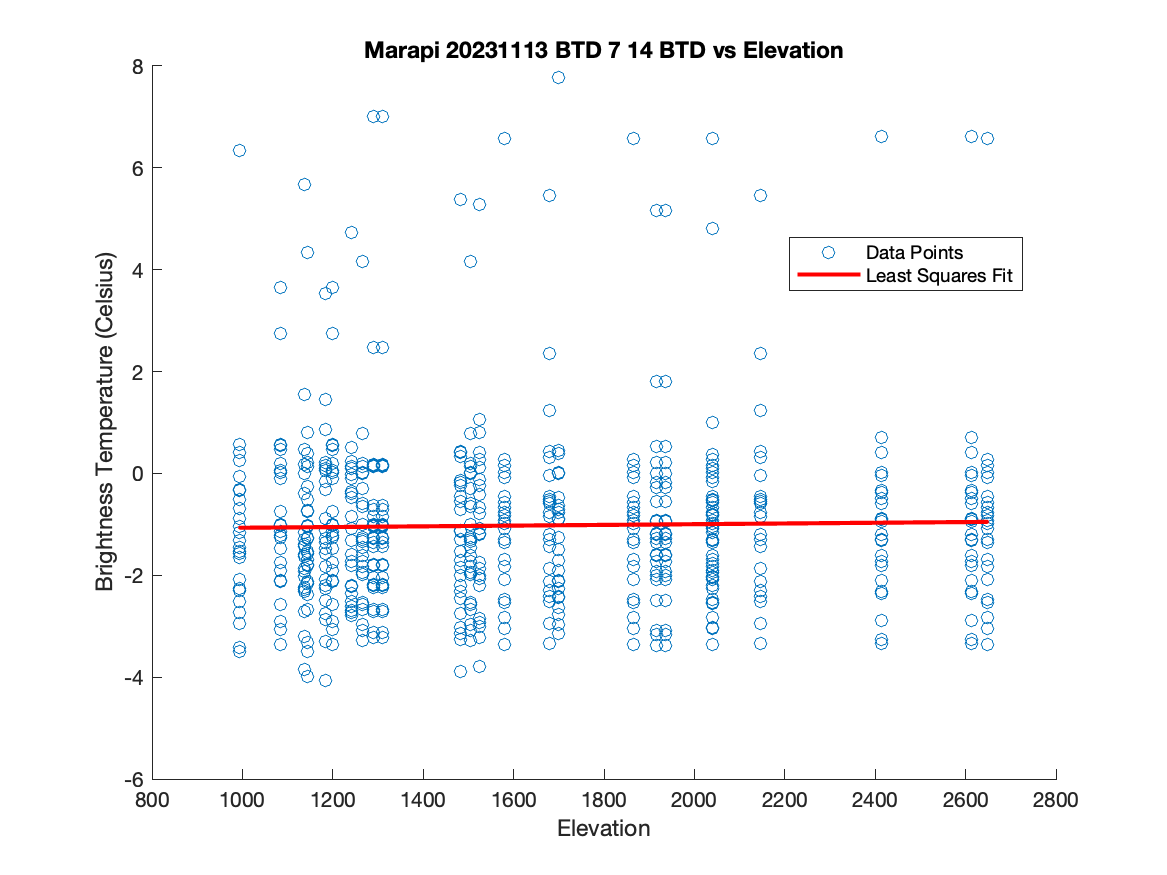 Marapi 20231113 BTD 7 14 BTD vs Elevation
8
6
4
2
0
-2
-4
-6
Brightness Temperature (Celsius)
Data Points
Least Squares Fit
800 1000 1200 1400 1600 1800 2000 2200 2400 2600 2800
Elevation